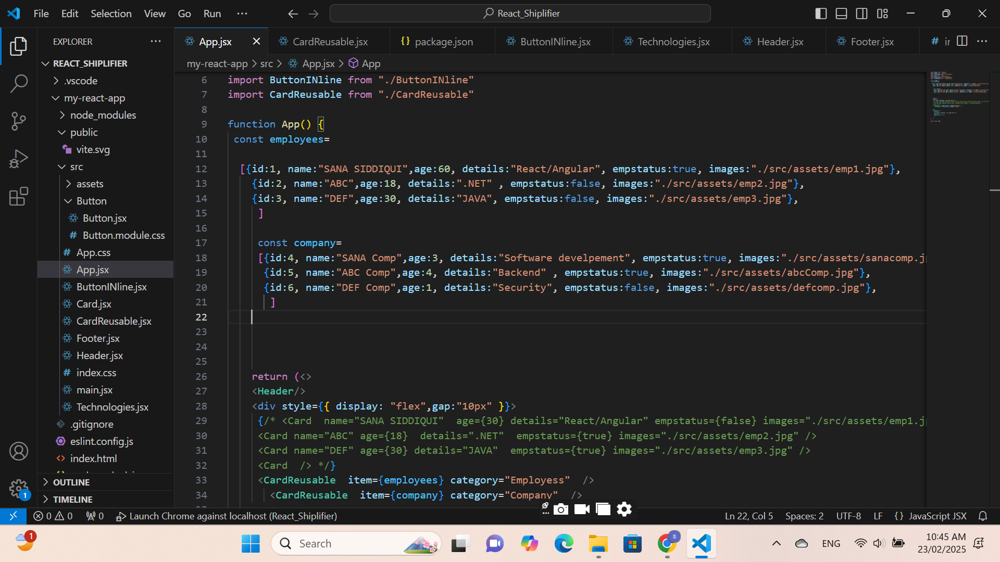 File Edit Selection View Go Run ··· React_Shiplifier
EXPLORER ···
App.jsx CardReusable.jsx {} package.json ButtonINline.jsx Technologies.jsx Header.jsx Footer.jsx #
my-react-app > src > App.jsx > App
REACT_SHIPLIFIER
.vscode
my-react-app
node_modules
public
vite.svg
src
assets
Button
Button.jsx
# Button.module.css
# App.css
App.jsx
ButtonINline.jsx
Card.jsx
CardReusable.jsx
Footer.jsx
Header.jsx
# index.css
main.jsx
Technologies.jsx
.gitignore
eslint.config.js
<> index.html
OUTLINE
TIMELINE
6 import ButtonINline from "./ButtonINline"
7 import CardReusable from "./CardReusable"
8
9 function App() {
10 const employees=
11
12 [{id:1, name:"SANA SIDDIQUI",age:60, details:"React/Angular", empstatus:true, images:"./src/assets/emp1.jpg"},
13 {id:2, name:"ABC",age:18, details:".NET" , empstatus:false, images:"./src/assets/emp2.jpg"},
14 {id:3, name:"DEF",age:30, details:"JAVA", empstatus:false, images:"./src/assets/emp3.jpg"},
15 ]
16
17 const company=
18 [{id:4, name:"SANA Comp",age:3, details:"Software develpement", empstatus:true, images:"./src/assets/sanacomp.j
19 {id:5, name:"ABC Comp",age:4, details:"Backend" , empstatus:true, images:"./src/assets/abcComp.jpg"},
20 {id:6, name:"DEF Comp",age:1, details:"Security", empstatus:false, images:"./src/assets/defcomp.jpg"},
21 ]
22
23
24
25
26 return (<>
27 <Header/>
28 <div style={{ display: "flex",gap:"10px" }}>
29 {/* <Card name="SANA SIDDIQUI" age={30} details="React/Angular" empstatus={false} images="./src/assets/emp1.j
30 <Card name="ABC" age={18} details=".NET" empstatus={true} images="./src/assets/emp2.jpg" />
31 <Card name="DEF" age={30} details="JAVA" empstatus={true} images="./src/assets/emp3.jpg" />
32 <Card /> */}
33 <CardReusable item={employees} category="Employess" />
34 <CardReusable item={company} category="Company" />
1
0 0 0 Launch Chrome against localhost (React_Shiplifier) Ln 22, Col 5 Spaces: 2 UTF-8 LF {} JavaScript JSX
1 Search S ENG 10:45 AM
23/02/2025